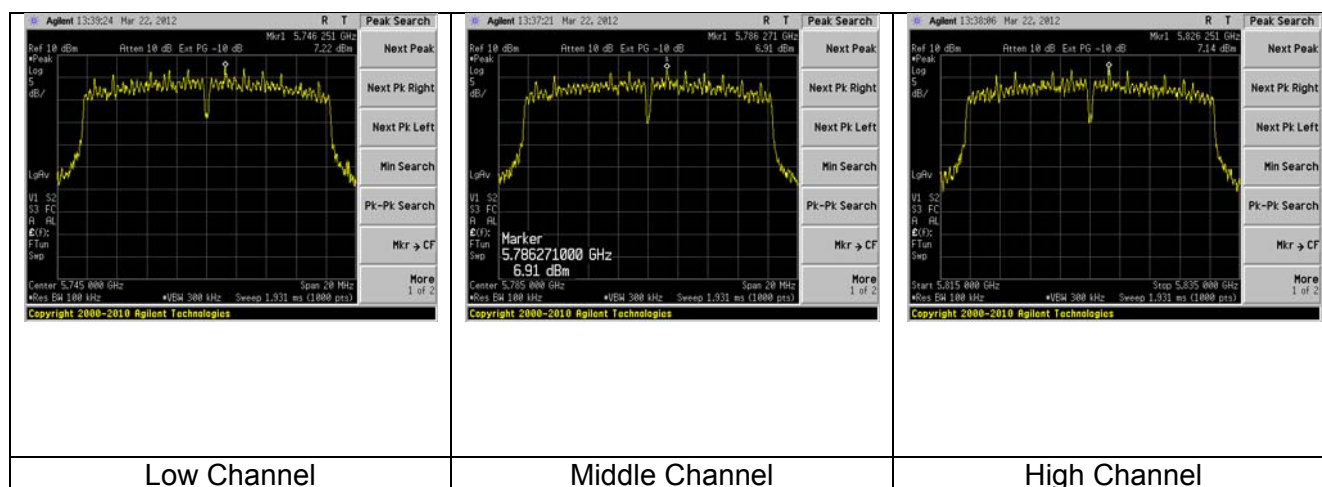 Agilent 13:39:24 Mar 22, 2012 R T Peak Search
Mkr1 5.746 251 GHz
Ref 10 dBm Atten 10 dB Ext PG -10 dB 7.22 dBm
Next Peak
Peak
Log
5
dB/
Next Pk Right
Next Pk Left
Min Search
LgAv
V1 S2
S3 FC
Pk-Pk Search
A AL
£(f):
FTun
Swp
Mkr → CF
More
1 of 2
Center 5.745 000 GHz Span 20 MHz
Res BW 100 kHz VBW 300 kHz Sweep 1.931 ms (1000 pts)
Copyright 2000-2010 Agilent Technologies
Low Channel
Agilent 13:37:21 Mar 22, 2012 R T Peak Search
Mkr1 5.786 271 GHz
Ref 10 dBm Atten 10 dB Ext PG -10 dB 6.91 dBm
Next Peak
Peak
Log
5
dB/
1
Next Pk Right
Next Pk Left
Min Search
LgAv
V1 S2
S3 FC
Pk-Pk Search
A AL
£(f):
FTun
Swp
Marker
5.786271000 GHz
6.91 dBm
Mkr → CF
More
1 of 2
Center 5.785 000 GHz Span 20 MHz
Res BW 100 kHz VBW 300 kHz Sweep 1.931 ms (1000 pts)
Copyright 2000-2010 Agilent Technologies
Middle Channel
Agilent 13:38:06 Mar 22, 2012 R T Peak Search
Mkr1 5.826 251 GHz
Ref 10 dBm Atten 10 dB Ext PG -10 dB 7.14 dBm
Next Peak
Peak
Log
5
dB/
Next Pk Right
Next Pk Left
Min Search
LgAv
V1 S2
S3 FC
Pk-Pk Search
A AL
£(f):
FTun
Swp
Mkr → CF
More
1 of 2
Start 5.815 000 GHz Stop 5.835 000 GHz
Res BW 100 kHz VBW 300 kHz Sweep 1.931 ms (1000 pts)
Copyright 2000-2010 Agilent Technologies
High Channel